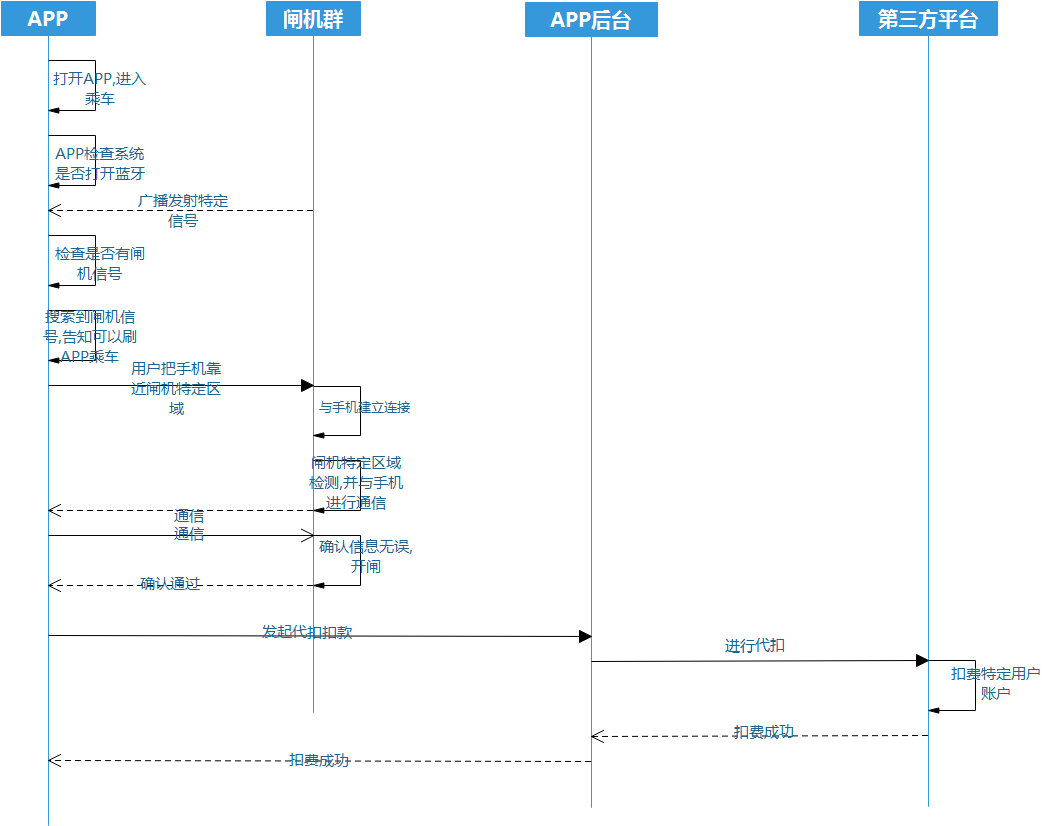 APP
闸机群
APP后台
第三方平台
打开APP,进入
乘车
APP检查系统
是否打开蓝牙
广播发射特定
信号
检查是否有闸
机信号
搜索到闸机信
号,告知可以刷
APP乘车
用户把手机靠
近闸机特定区
域
与手机建立连接
闸机特定区域
检测,并与手机
进行通信
通信
通信
确认信息无误,
开闸
确认通过
发起代扣扣款
进行代扣
扣费特定用户
账户
扣费成功
扣费成功